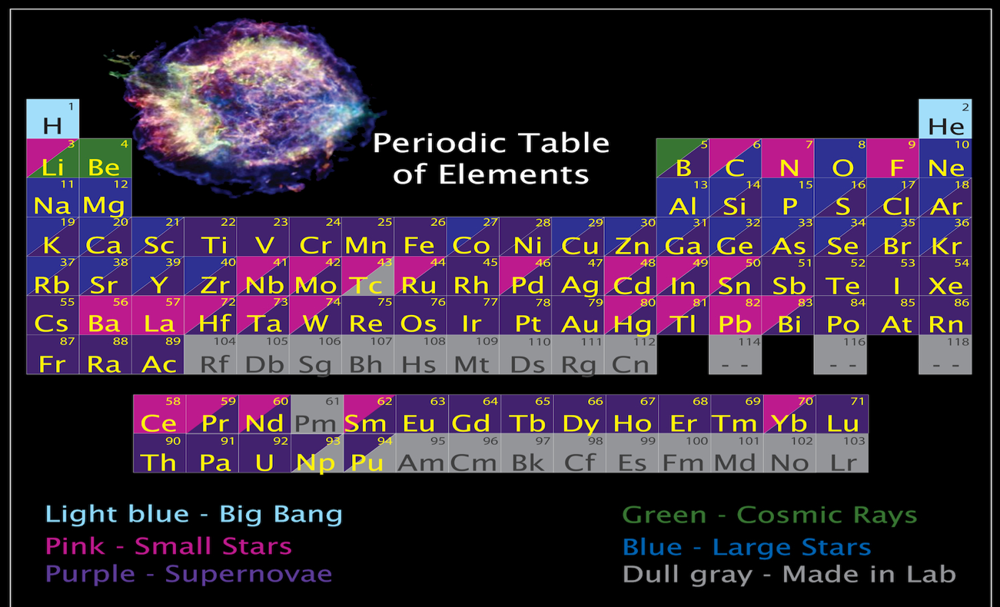 1 2
H He
Periodic Table
of Elements
3 4 5 6 7 8 9 10
Li Be B C N O F Ne
11 12 13 14 15 16 17 18
Na Mg Al Si P S Cl Ar
19 20 21 22 23 24 25 26 27 28 29 30 31 32 33 34 35 36
K Ca Sc Ti V Cr Mn Fe Co Ni Cu Zn Ga Ge As Se Br Kr
37 38 39 40 41 42 43 44 45 46 47 48 49 50 51 52 53 54
Rb Sr Y Zr Nb Mo Tc Ru Rh Pd Ag Cd In Sn Sb Te I Xe
55 56 57 72 73 74 75 76 77 78 79 80 81 82 83 84 85 86
Cs Ba La Hf Ta W Re Os Ir Pt Au Hg Tl Pb Bi Po At Rn
87 88 89 104 105 106 107 108 109 110 111 112 114 116 118
Fr Ra Ac Rf Db Sg Bh Hs Mt Ds Rg Cn - - - - - -
58 59 60 61 62 63 64 65 66 67 68 69 70 71
Ce Pr Nd Pm Sm Eu Gd Tb Dy Ho Er Tm Yb Lu
90 91 92 93 94 95 96 97 98 99 100 101 102 103
Th Pa U Np Pu Am Cm Bk Cf Es Fm Md No Lr
Light blue - Big Bang
Pink - Small Stars
Purple - Supernovae
Green - Cosmic Rays
Blue - Large Stars
Dull gray - Made in Lab